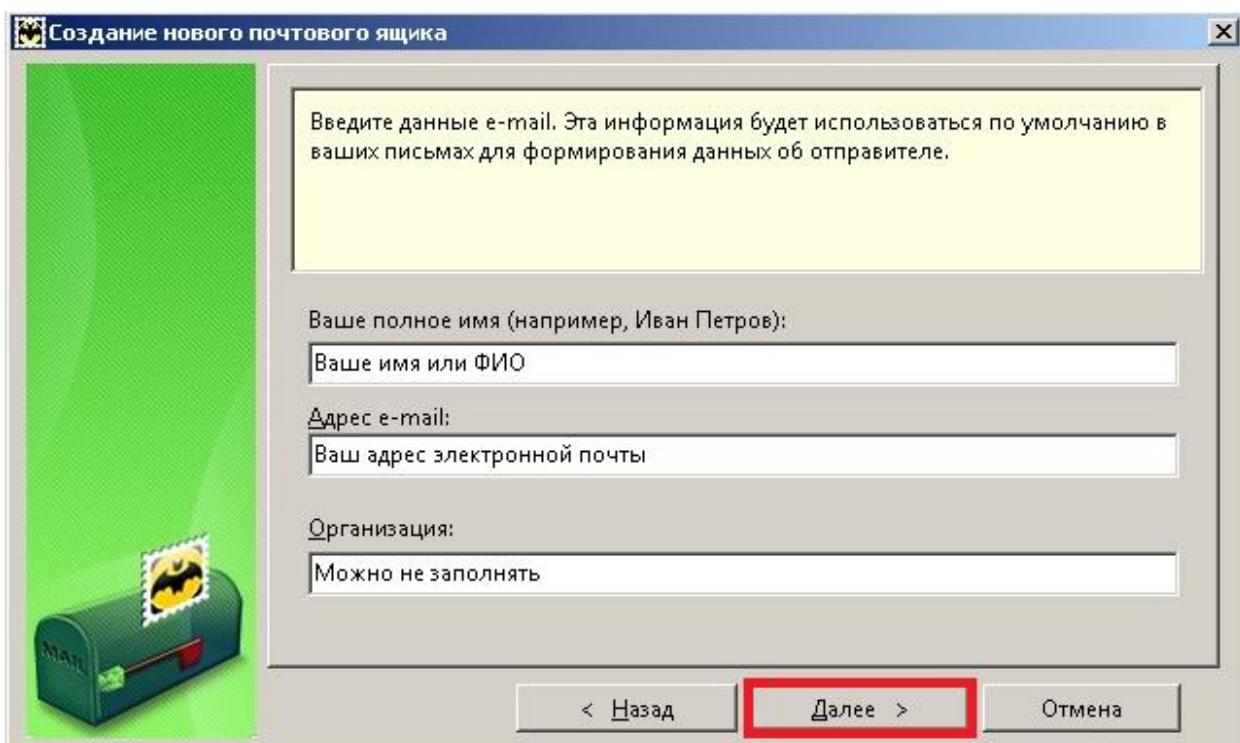 Создание нового почтового ящика
Введите данные e-mail. Эта информация будет использоваться по умолчанию в
ваших письмах для формирования данных об отправителе.
Ваше полное имя (например, Иван Петров):
Ваше имя или ФИО
Адрес e-mail:
Ваш адрес электронной почты
Организация:
Можно не заполнять
MAIL
< Назад
Далее >
Отмена